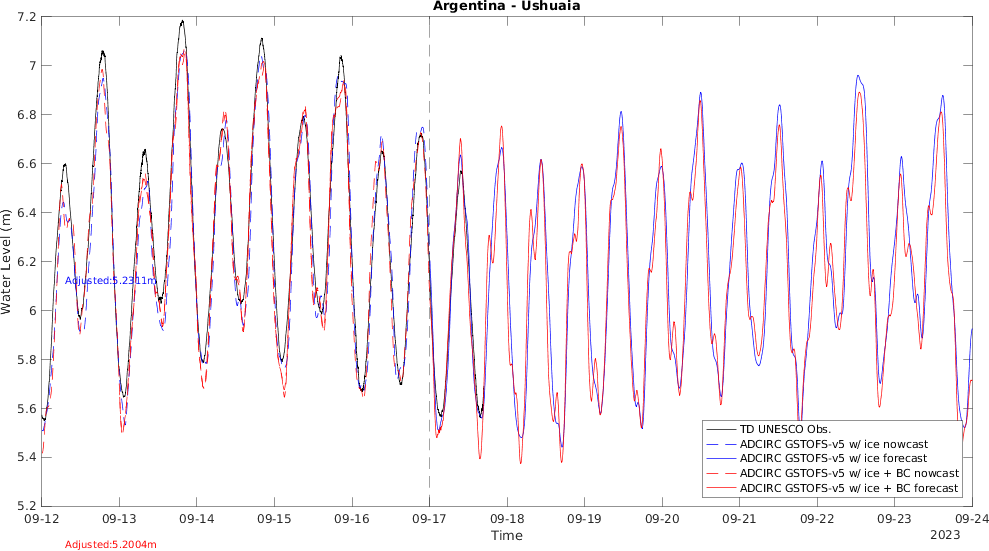 Argentina - Ushuaia
7.2
7
6.8
6.6
6.4
6.2
6
5.8
5.6
5.4
5.2
Water Level (m)
Adjusted:5.2311m
TD UNESCO Obs.
ADCIRC GSTOFS-v5 w/ ice nowcast
ADCIRC GSTOFS-v5 w/ ice forecast
ADCIRC GSTOFS-v5 w/ ice + BC nowcast
ADCIRC GSTOFS-v5 w/ ice + BC forecast
09-12 09-13 09-14 09-15 09-16 09-17 09-18 09-19 09-20 09-21 09-22 09-23 09-24
Time
2023
Adjusted:5.2004m